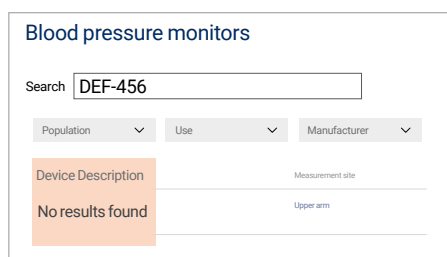 Blood pressure monitors
Search DEF-456
Population Use Manufacturer
Device Description Measurement site
No results found Upper arm